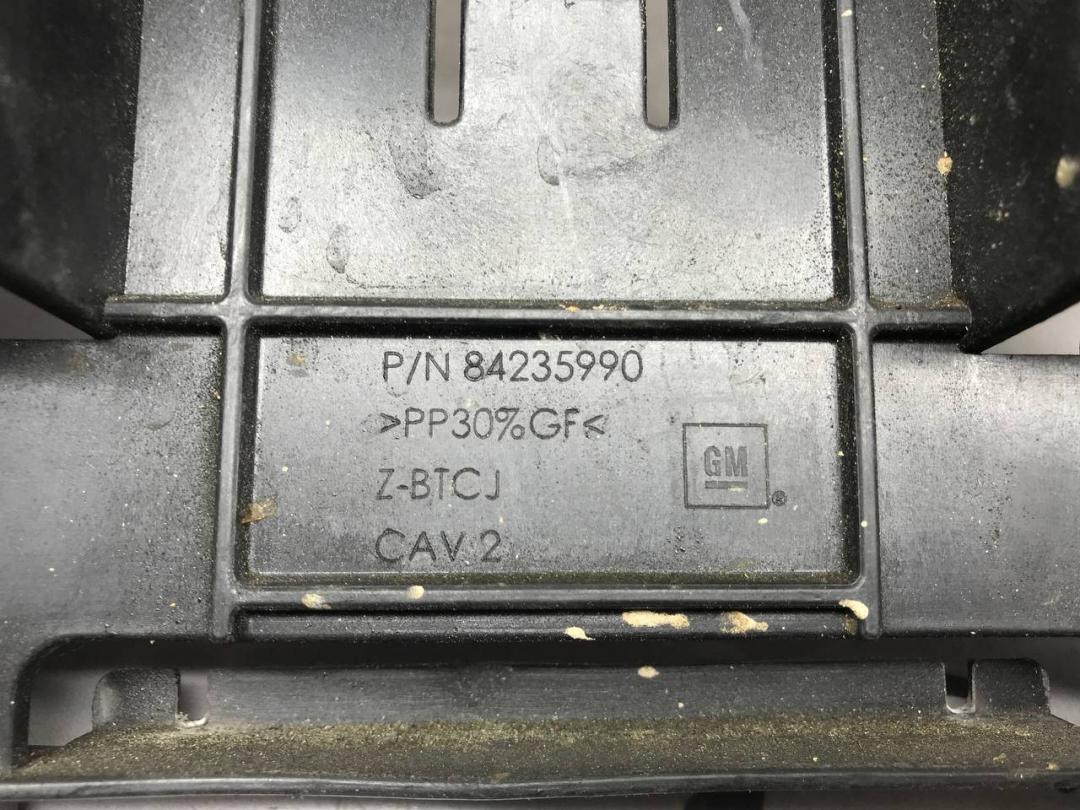 P/N 84235990
>PP30%GF<
Z-BTCJ
CAV 2
GM
®